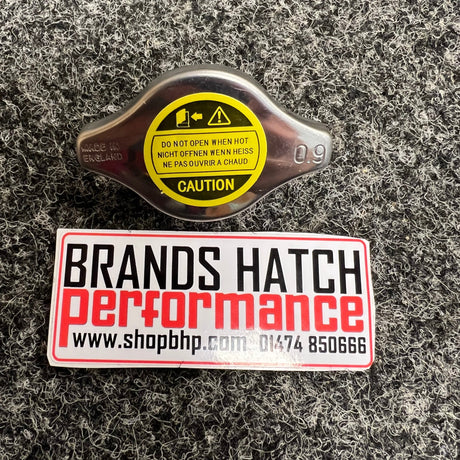 MADE IN
ENGLAND
DO NOT OPEN WHEN HOT
NICHT OFFNEN WENN HEISS
NE PAS OUVRIR A CHAUD
CAUTION
0.9
BRANDS HATCH
performance
www.shopbhp.com 01474 850666